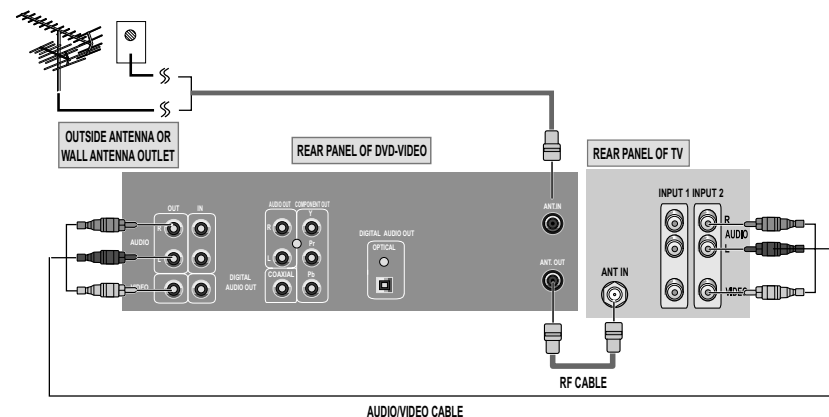 OUTSIDE ANTENNA OR
WALL ANTENNA OUTLET
REAR PANEL OF DVD-VIDEO
REAR PANEL OF TV
OUT
IN
R
AUDIO
L
VIDEO
AUDIO OUT
COMPONENT OUT
Y
R
Pr
L
COAXIAL
Pb
DIGITAL
AUDIO OUT
DIGITAL AUDIO OUT
OPTICAL
ANT.IN
ANT. OUT
ANT IN
INPUT 1
INPUT 2
R
AUDIO
L
VIDEO
RF CABLE
AUDIO/VIDEO CABLE